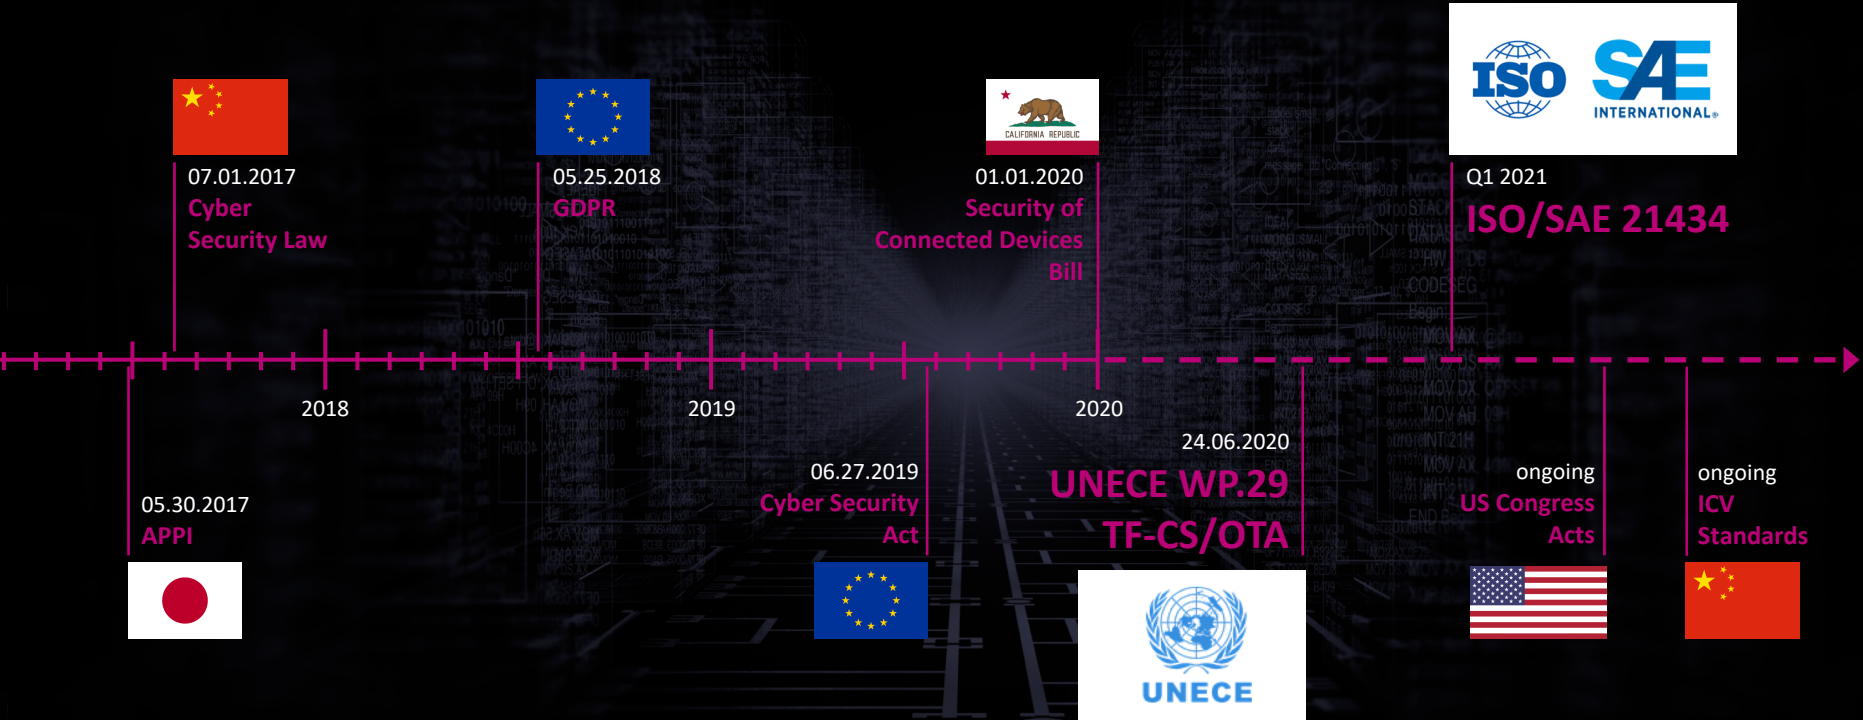 ISO
SAE
INTERNATIONAL®
CALIFORNIA REPUBLIC
07.01.2017
Cyber
Security Law
05.25.2018
GDPR
01.01.2020
Security of
Connected Devices
Bill
Q1 2021
ISO/SAE 21434
2018
2019
2020
05.30.2017
APPI
06.27.2019
Cyber Security
Act
24.06.2020
UNECE WP.29
TF-CS/OTA
UNECE
ongoing
US Congress
Acts
ongoing
ICV
Standards